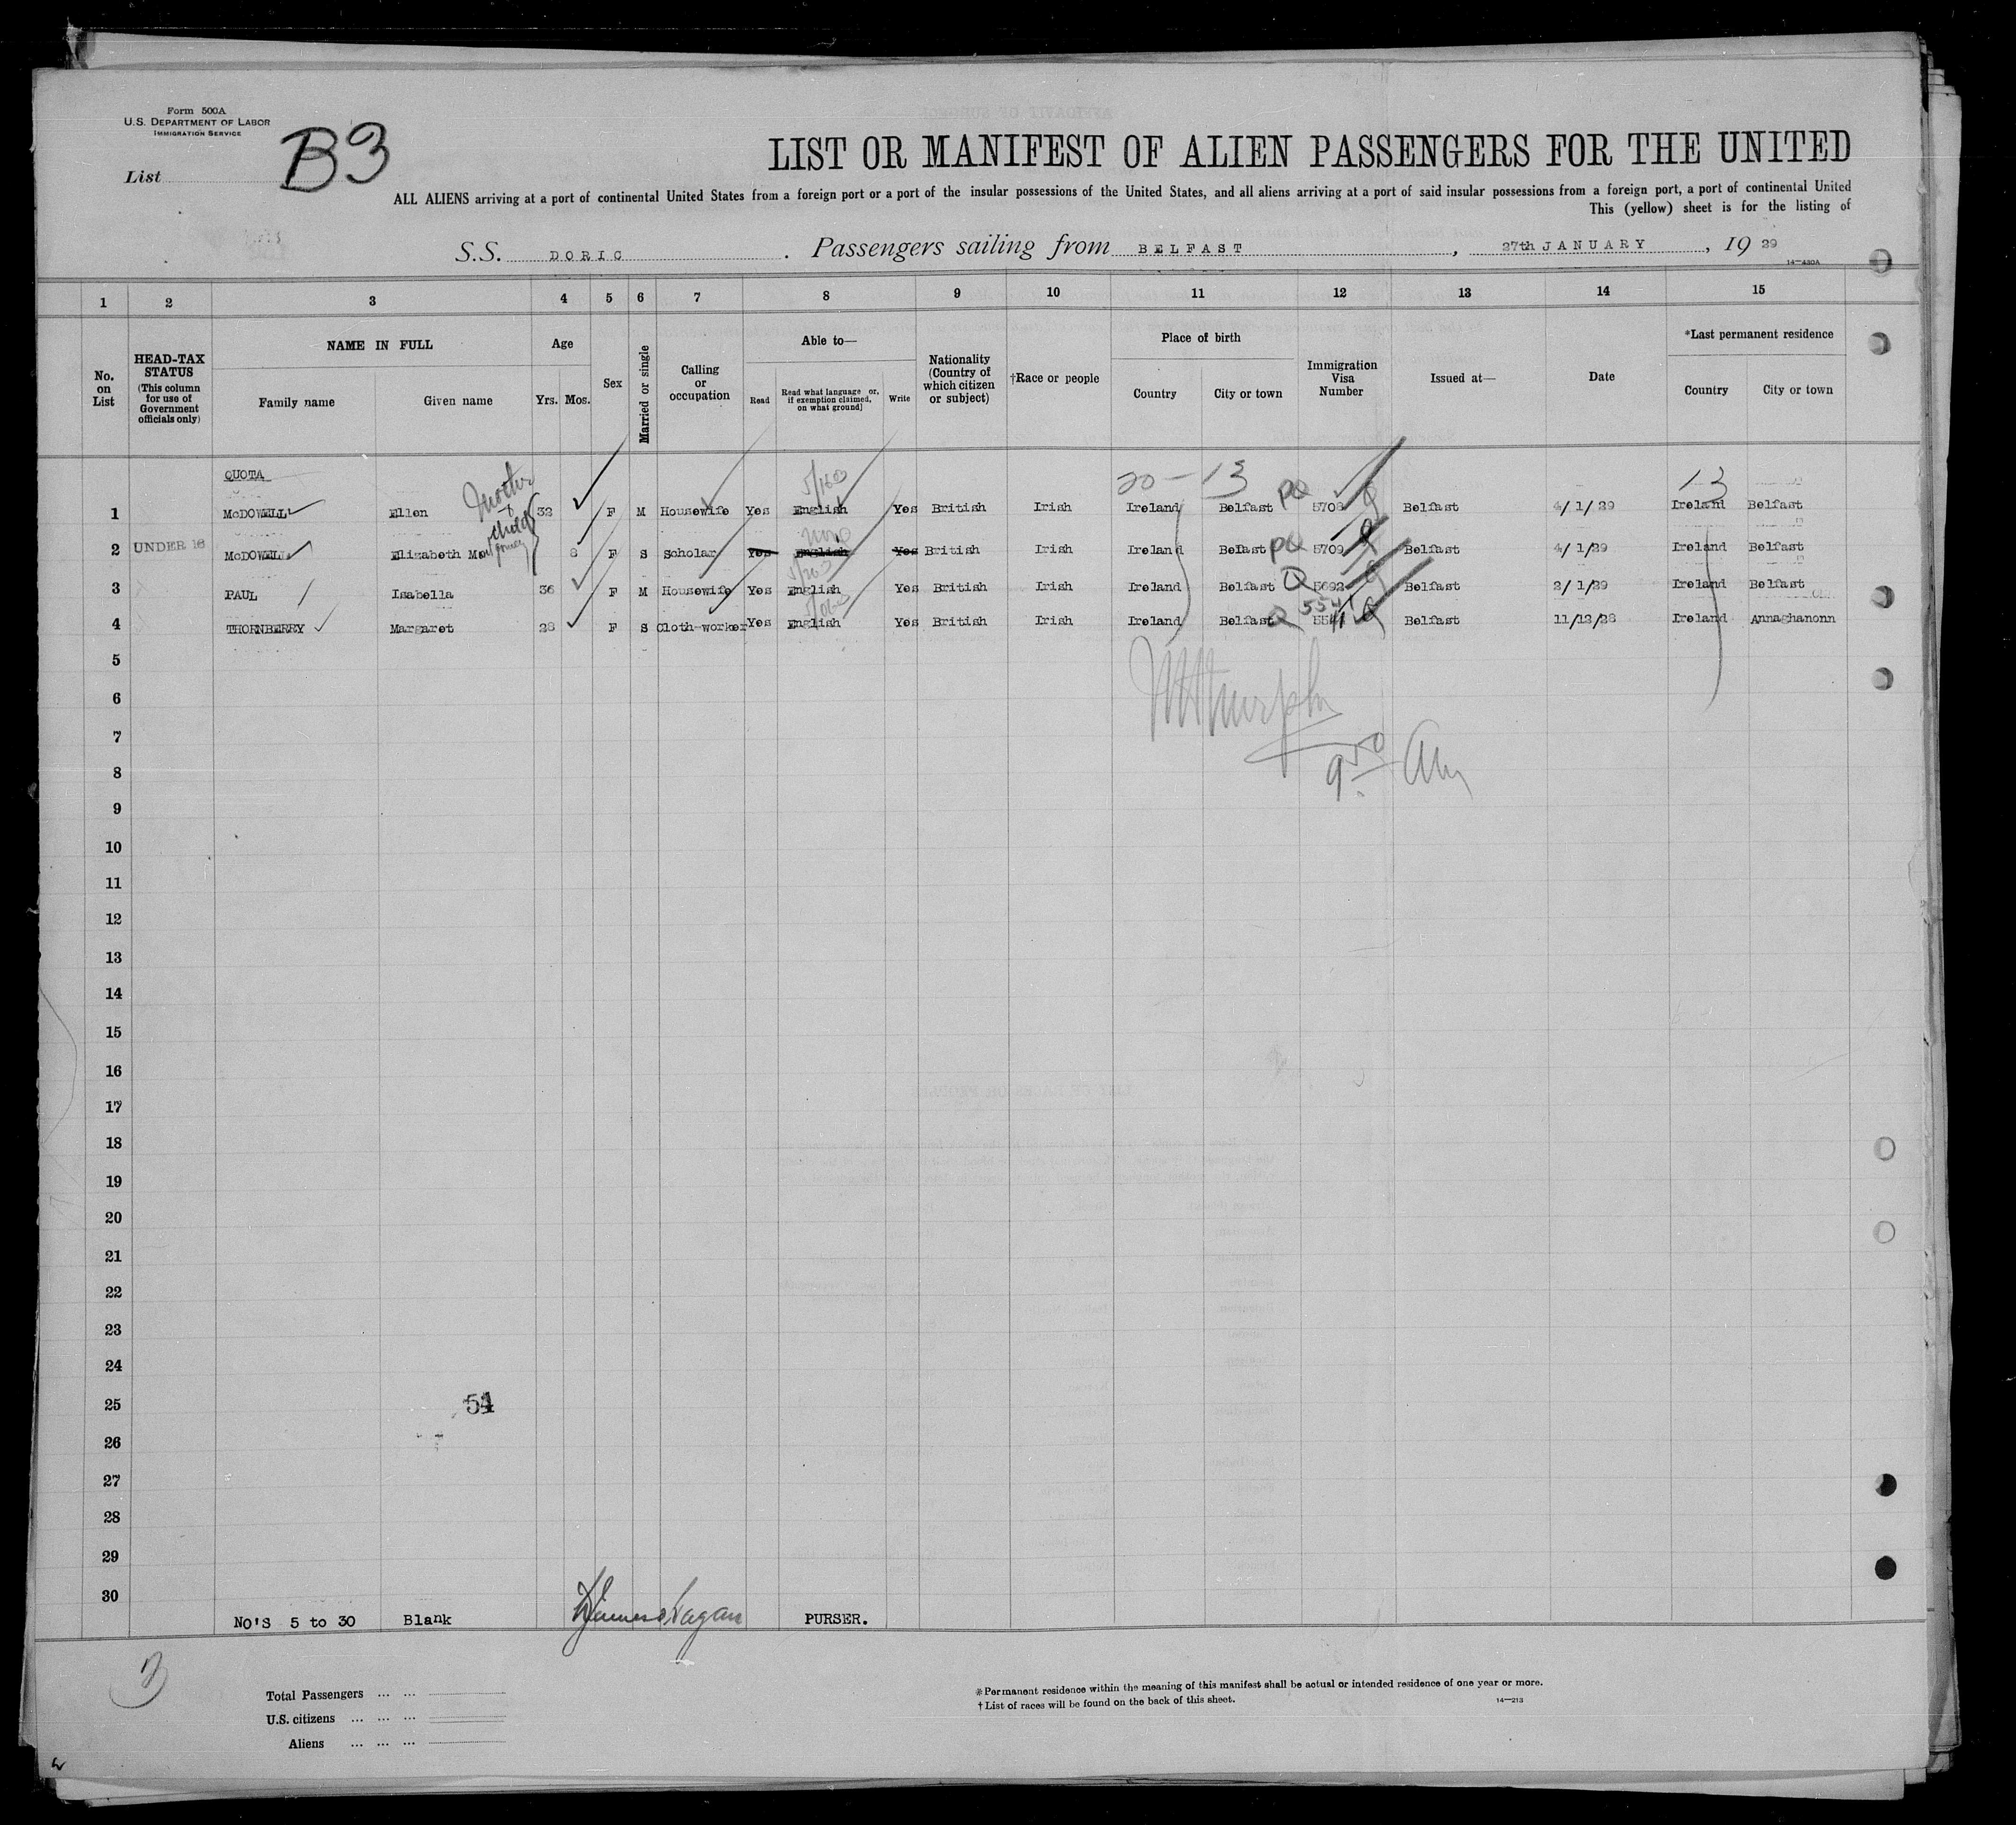 Form 500A
U.S. DEPARTMENT OF LABOR
IMMIGRATION SERVICE
List B3
LIST OR MANIFEST OF ALIEN PASSENGERS FOR THE UNITED
ALL ALIENS arriving at a port of continental United States from a foreign port or a port of the insular possessions of the United States, and all aliens arriving at a port of said insular possessions from a foreign port, a port of continental United
This (yellow) sheet is for the listing of
S.S. DORIC . Passengers sailing from BELFAST , 27th JANUARY , 19 29
14—430A
1 2 3 4 5 6 7 8 9 10 11 12 13 14 15
No. on List
HEAD-TAX STATUS (This column for use of Government officials only)
NAME IN FULL
Family name Given name
Age
Yrs. Mos.
Sex
Married or single
Calling or occupation
Able to—
Read Read what language or, if exemption claimed, on what ground] Write
Nationality (Country of which citizen or subject)
†Race or people
Place of birth
Country City or town
Immigration Visa Number
Issued at—
Date
*Last permanent residence
Country City or town
QUOTA 20 — 13 13
1 McDOWELL Ellen Mother & child 32 F M Housewife Yes English Yes British Irish Ireland Belfast PQ 5708 Belfast 4/ 1/ 29 Ireland Belfast
2 UNDER 16 McDOWELL Elizabeth 8 F S Scholar Yes English Yes British Irish Ireland Belfast PQ 5709 Belfast 4/ 1/29 Ireland Belfast
3 PAUL Isabella 36 F M Housewife Yes English Yes British Irish Ireland Belfast Q 5692 Belfast 2/ 1/29 Ireland Belfast
4 THORNBERRY Margaret 28 F S Cloth-worker Yes English Yes British Irish Ireland Belfast Q 5541 Belfast 11/12/28 Ireland Annaghanonn
5
6
7
9.50 Am
8
9
10
11
12
13
14
15
16
17
18
19
20
21
22
23
24
25
26
27
28
29
30
NO'S 5 to 30 Blank PURSER.
Total Passengers ... ...
U.S. citizens ... ... ...
Aliens ... ... ...
*Permanent residence within the meaning of this manifest shall be actual or intended residence of one year or more.
†List of races will be found on the back of this sheet.
14—213